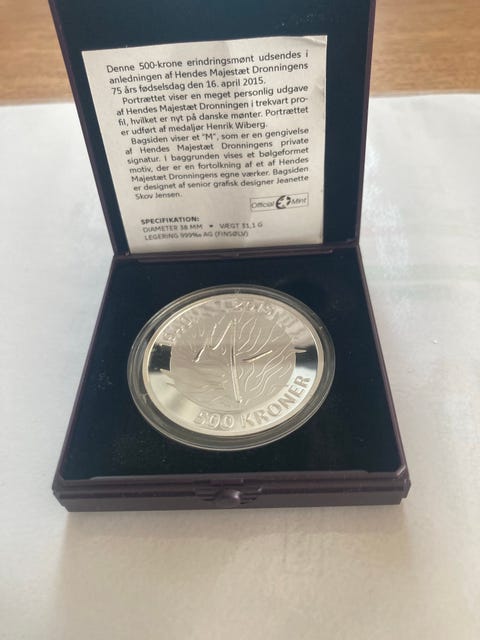 Denne 500-krone erindringsmønt udsendes i
anledningen af Hendes Majestæt Dronningens
75 års fødselsdag den 16. april 2015.
Portrættet viser en meget personlig udgave
af Hendes Majestæt Dronningen i trekvart pro-
fil, hvilket er nyt på danske mønter. Portrættet
er udført af medaljør Henrik Wiberg.
Bagsiden viser et "M", som er en gengivelse
af Hendes Majestæt Dronningens private
signatur. I baggrunden vises et bølgeformet
motiv, der er en fortolkning af et af Hendes
Majestæt Dronningens egne værker. Bagsiden
er designet af senior grafisk designer Jeanette
Skov Jensen.
Official Mint
SPECIFIKATION:
DIAMETER 38 MM • VÆGT 31,1 G
LEGERING 999‰ AG (FINSØLV)
2015
500 KRONER